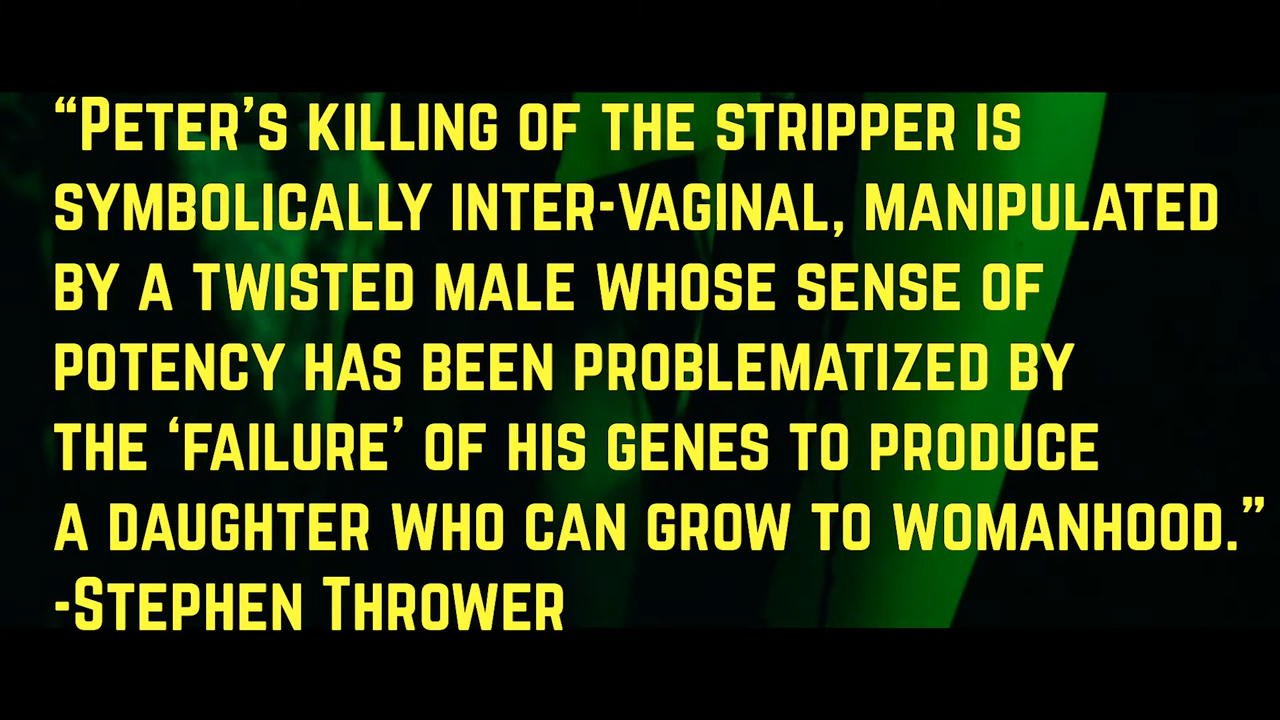 “Peter’s killing of the stripper is
symbolically inter-vaginal, manipulated
by a twisted male whose sense of
potency has been problematized by
the ‘failure’ of his genes to produce
a daughter who can grow to womanhood.”
-Stephen Thrower